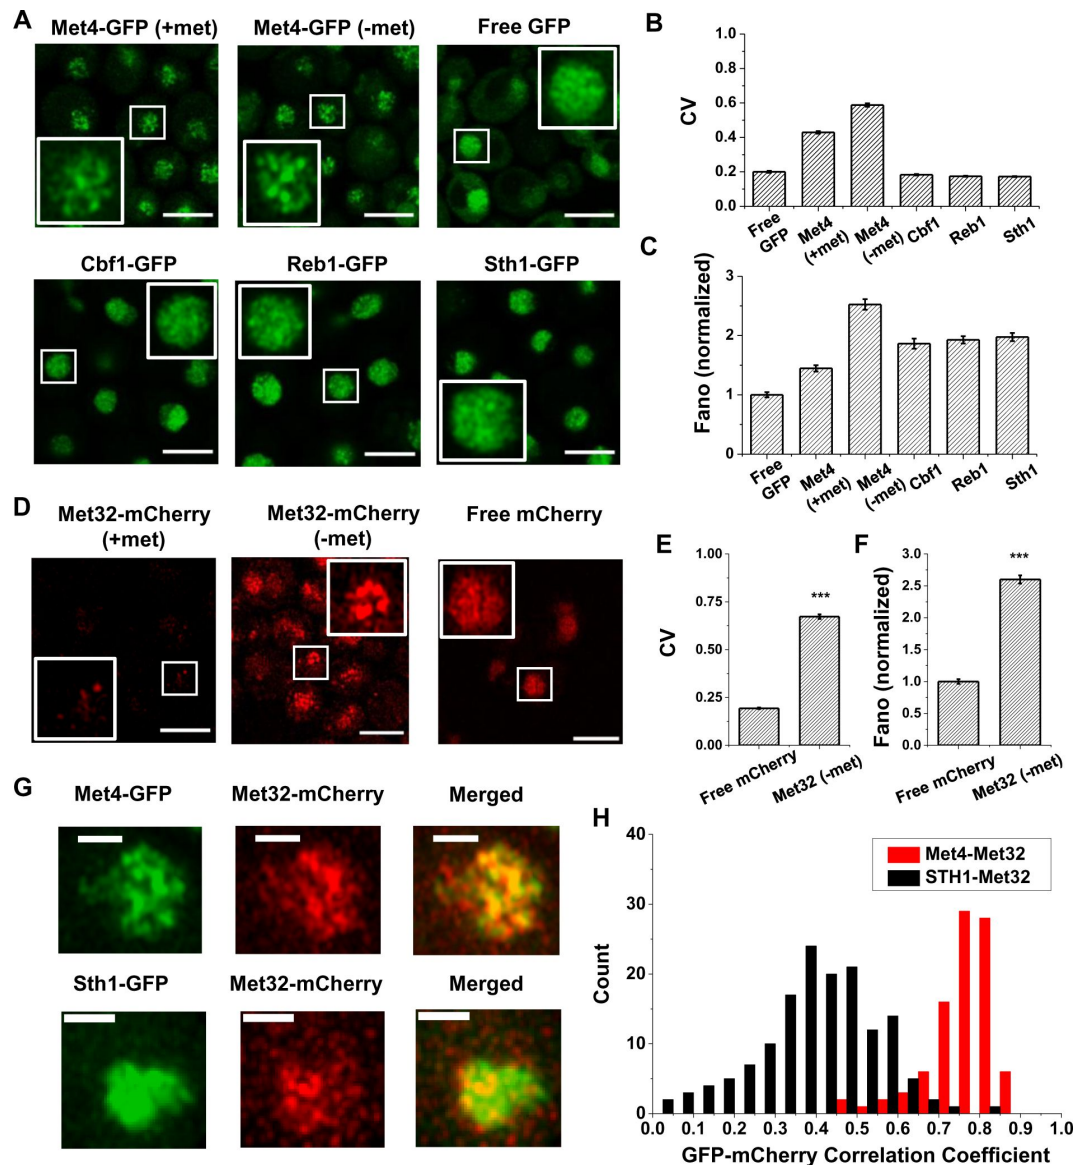 A
Met4-GFP (+met)
Met4-GFP (-met)
Free GFP
Cbf1-GFP
Reb1-GFP
Sth1-GFP
B
CV
1.0
0.8
0.6
0.4
0.2
0.0
Free GFP
Met4 (+met)
Met4 (-met)
Cbf1
Reb1
Sth1
C
Fano (normalized)
3
2
1
0
Free GFP
Met4 (+met)
Met4 (-met)
Cbf1
Reb1
Sth1
D
Met32-mCherry
(+met)
Met32-mCherry
(-met)
Free mCherry
E
CV
1.00
0.75
0.50
0.25
0.00
***
Free mCherry
Met32 (-met)
F
Fano (normalized)
3.0
2.5
2.0
1.5
1.0
0.5
0.0
***
Free mCherry
Met32 (-met)
G
Met4-GFP
Met32-mCherry
Merged
Sth1-GFP
Met32-mCherry
Merged
H
Count
40
30
20
10
0
Met4-Met32
STH1-Met32
0.0 0.1 0.2 0.3 0.4 0.5 0.6 0.7 0.8 0.9 1.0
GFP-mCherry Correlation Coefficient